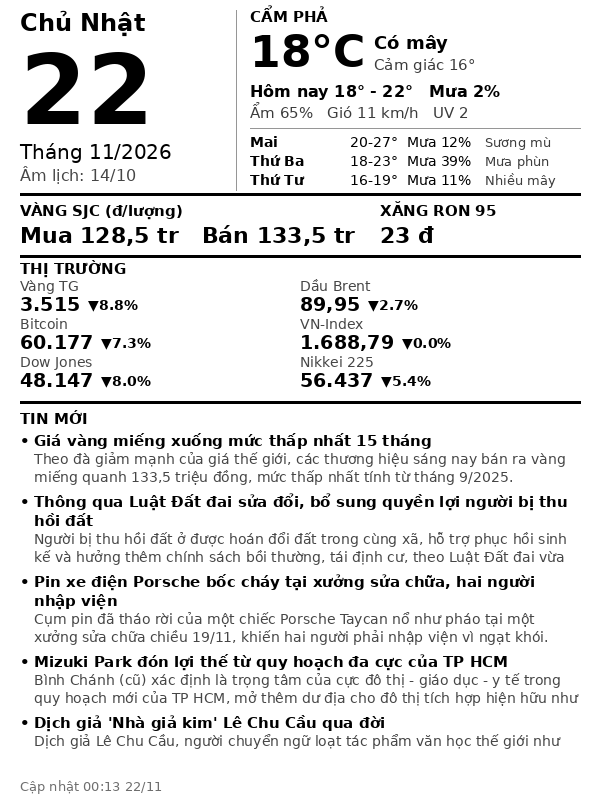 Chủ Nhật
22
Tháng 11/2026
Âm lịch: 14/10
CẨM PHẢ
18°C Có mây
Cảm giác 16°
Hôm nay 18° - 22° Mưa 2%
Ẩm 65% Gió 11 km/h UV 2
Mai 20-27° Mưa 12% Sương mù
Thứ Ba 18-23° Mưa 39% Mưa phùn
Thứ Tư 16-19° Mưa 11% Nhiều mây
VÀNG SJC (đ/lượng)
Mua 128,5 tr Bán 133,5 tr
XĂNG RON 95
23 đ
THỊ TRƯỜNG
Vàng TG
3.515 ▼8.8%
Dầu Brent
89,95 ▼2.7%
Bitcoin
60.177 ▼7.3%
VN-Index
1.688,79 ▼0.0%
Dow Jones
48.147 ▼8.0%
Nikkei 225
56.437 ▼5.4%
TIN MỚI
• Giá vàng miếng xuống mức thấp nhất 15 tháng
Theo đà giảm mạnh của giá thế giới, các thương hiệu sáng nay bán ra vàng
miếng quanh 133,5 triệu đồng, mức thấp nhất tính từ tháng 9/2025.
• Thông qua Luật Đất đai sửa đổi, bổ sung quyền lợi người bị thu
hồi đất
Người bị thu hồi đất ở được hoán đổi đất trong cùng xã, hỗ trợ phục hồi sinh
kế và hưởng thêm chính sách bồi thường, tái định cư, theo Luật Đất đai vừa
• Pin xe điện Porsche bốc cháy tại xưởng sửa chữa, hai người
nhập viện
Cụm pin đã tháo rời của một chiếc Porsche Taycan nổ như pháo tại một
xưởng sửa chữa chiều 19/11, khiến hai người phải nhập viện vì ngạt khói.
• Mizuki Park đón lợi thế từ quy hoạch đa cực của TP HCM
Bình Chánh (cũ) xác định là trọng tâm của cực đô thị - giáo dục - y tế trong
quy hoạch mới của TP HCM, mở thêm dư địa cho đô thị tích hợp hiện hữu như
• Dịch giả 'Nhà giả kim' Lê Chu Cầu qua đời
Dịch giả Lê Chu Cầu, người chuyển ngữ loạt tác phẩm văn học thế giới như
Cập nhật 00:13 22/11